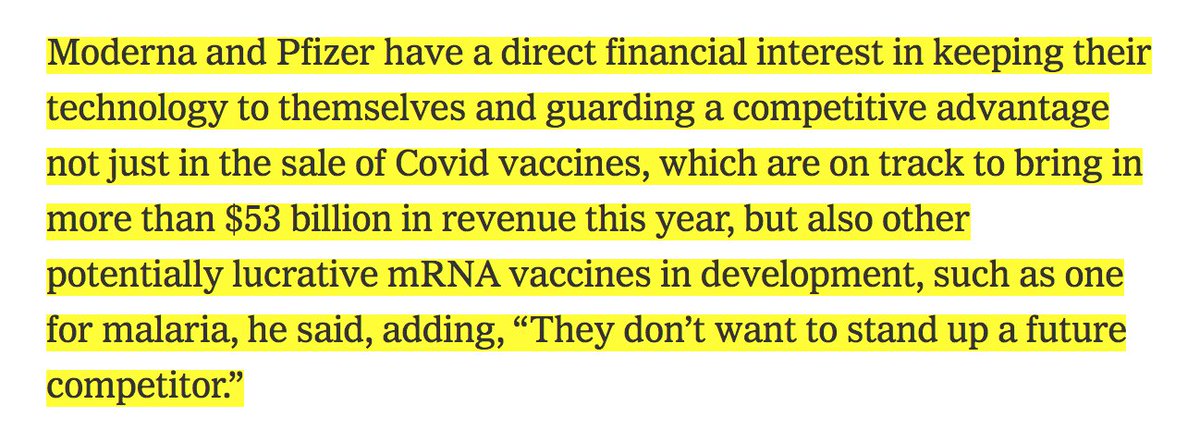 Moderna and Pfizer have a direct financial interest in keeping their
technology to themselves and guarding a competitive advantage
not just in the sale of Covid vaccines, which are on track to bring in
more than $53 billion in revenue this year, but also other
potentially lucrative mRNA vaccines in development, such as one
for malaria, he said, adding, “They don’t want to stand up a future
competitor.”